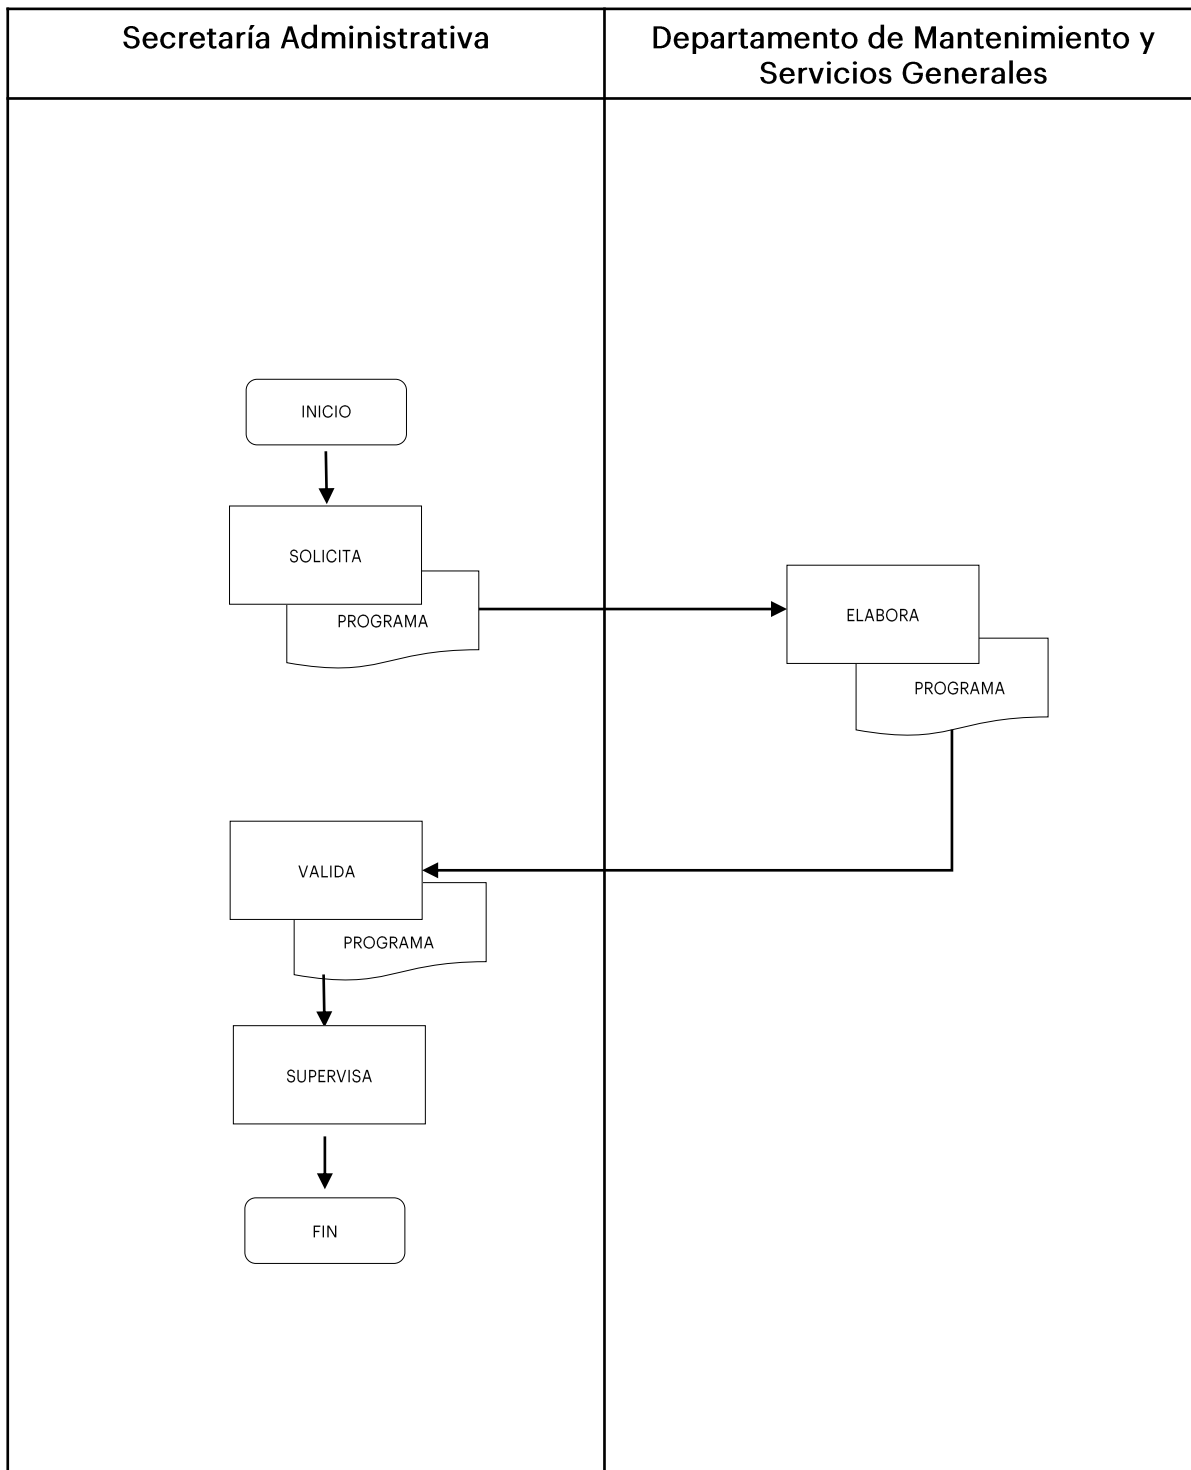 Secretaría Administrativa
Departamento de Mantenimiento y
Servicios Generales
INICIO
SOLICITA
PROGRAMA
ELABORA
PROGRAMA
VALIDA
PROGRAMA
SUPERVISA
FIN